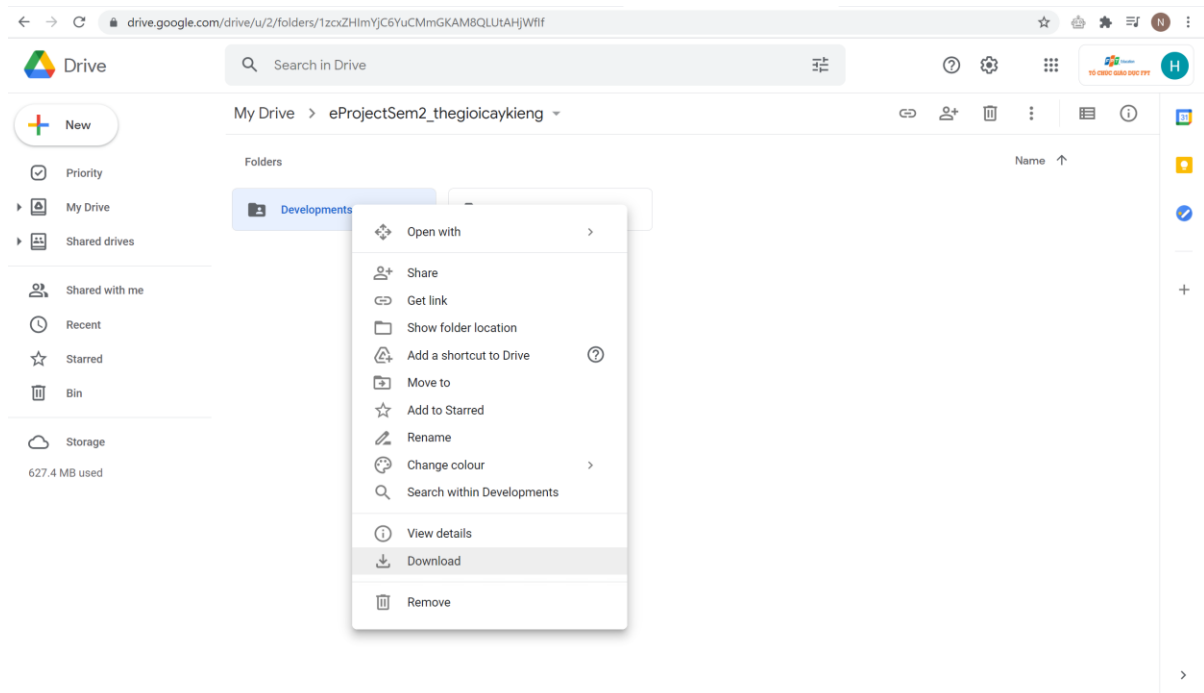 drive.google.com/drive/u/2/folders/1zcxZHImYjC6YuCMmGKAM8QLUtAHjWfIf
N
Drive
Search in Drive
TỔ CHỨC GIÁO DỤC FPT
H
New
My Drive > eProjectSem2_thegioicaykieng
31
Folders
Name
Priority
My Drive
Shared drives
Shared with me
Recent
Starred
Bin
Storage
627.4 MB used
Developments
Open with
Share
Get link
Show folder location
Add a shortcut to Drive
Move to
Add to Starred
Rename
Change colour
Search within Developments
View details
Download
Remove